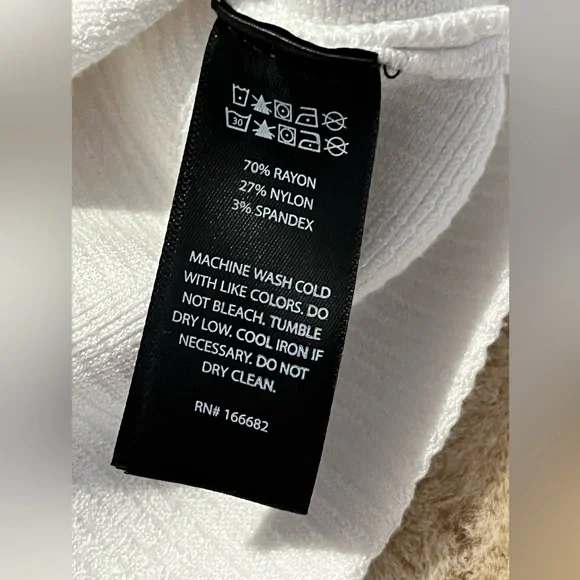 30
70% RAYON
27% NYLON
3% SPANDEX
MACHINE WASH COLD
WITH LIKE COLORS. DO
NOT BLEACH. TUMBLE
DRY LOW. COOL IRON IF
NECESSARY. DO NOT
DRY CLEAN.
RN# 166682